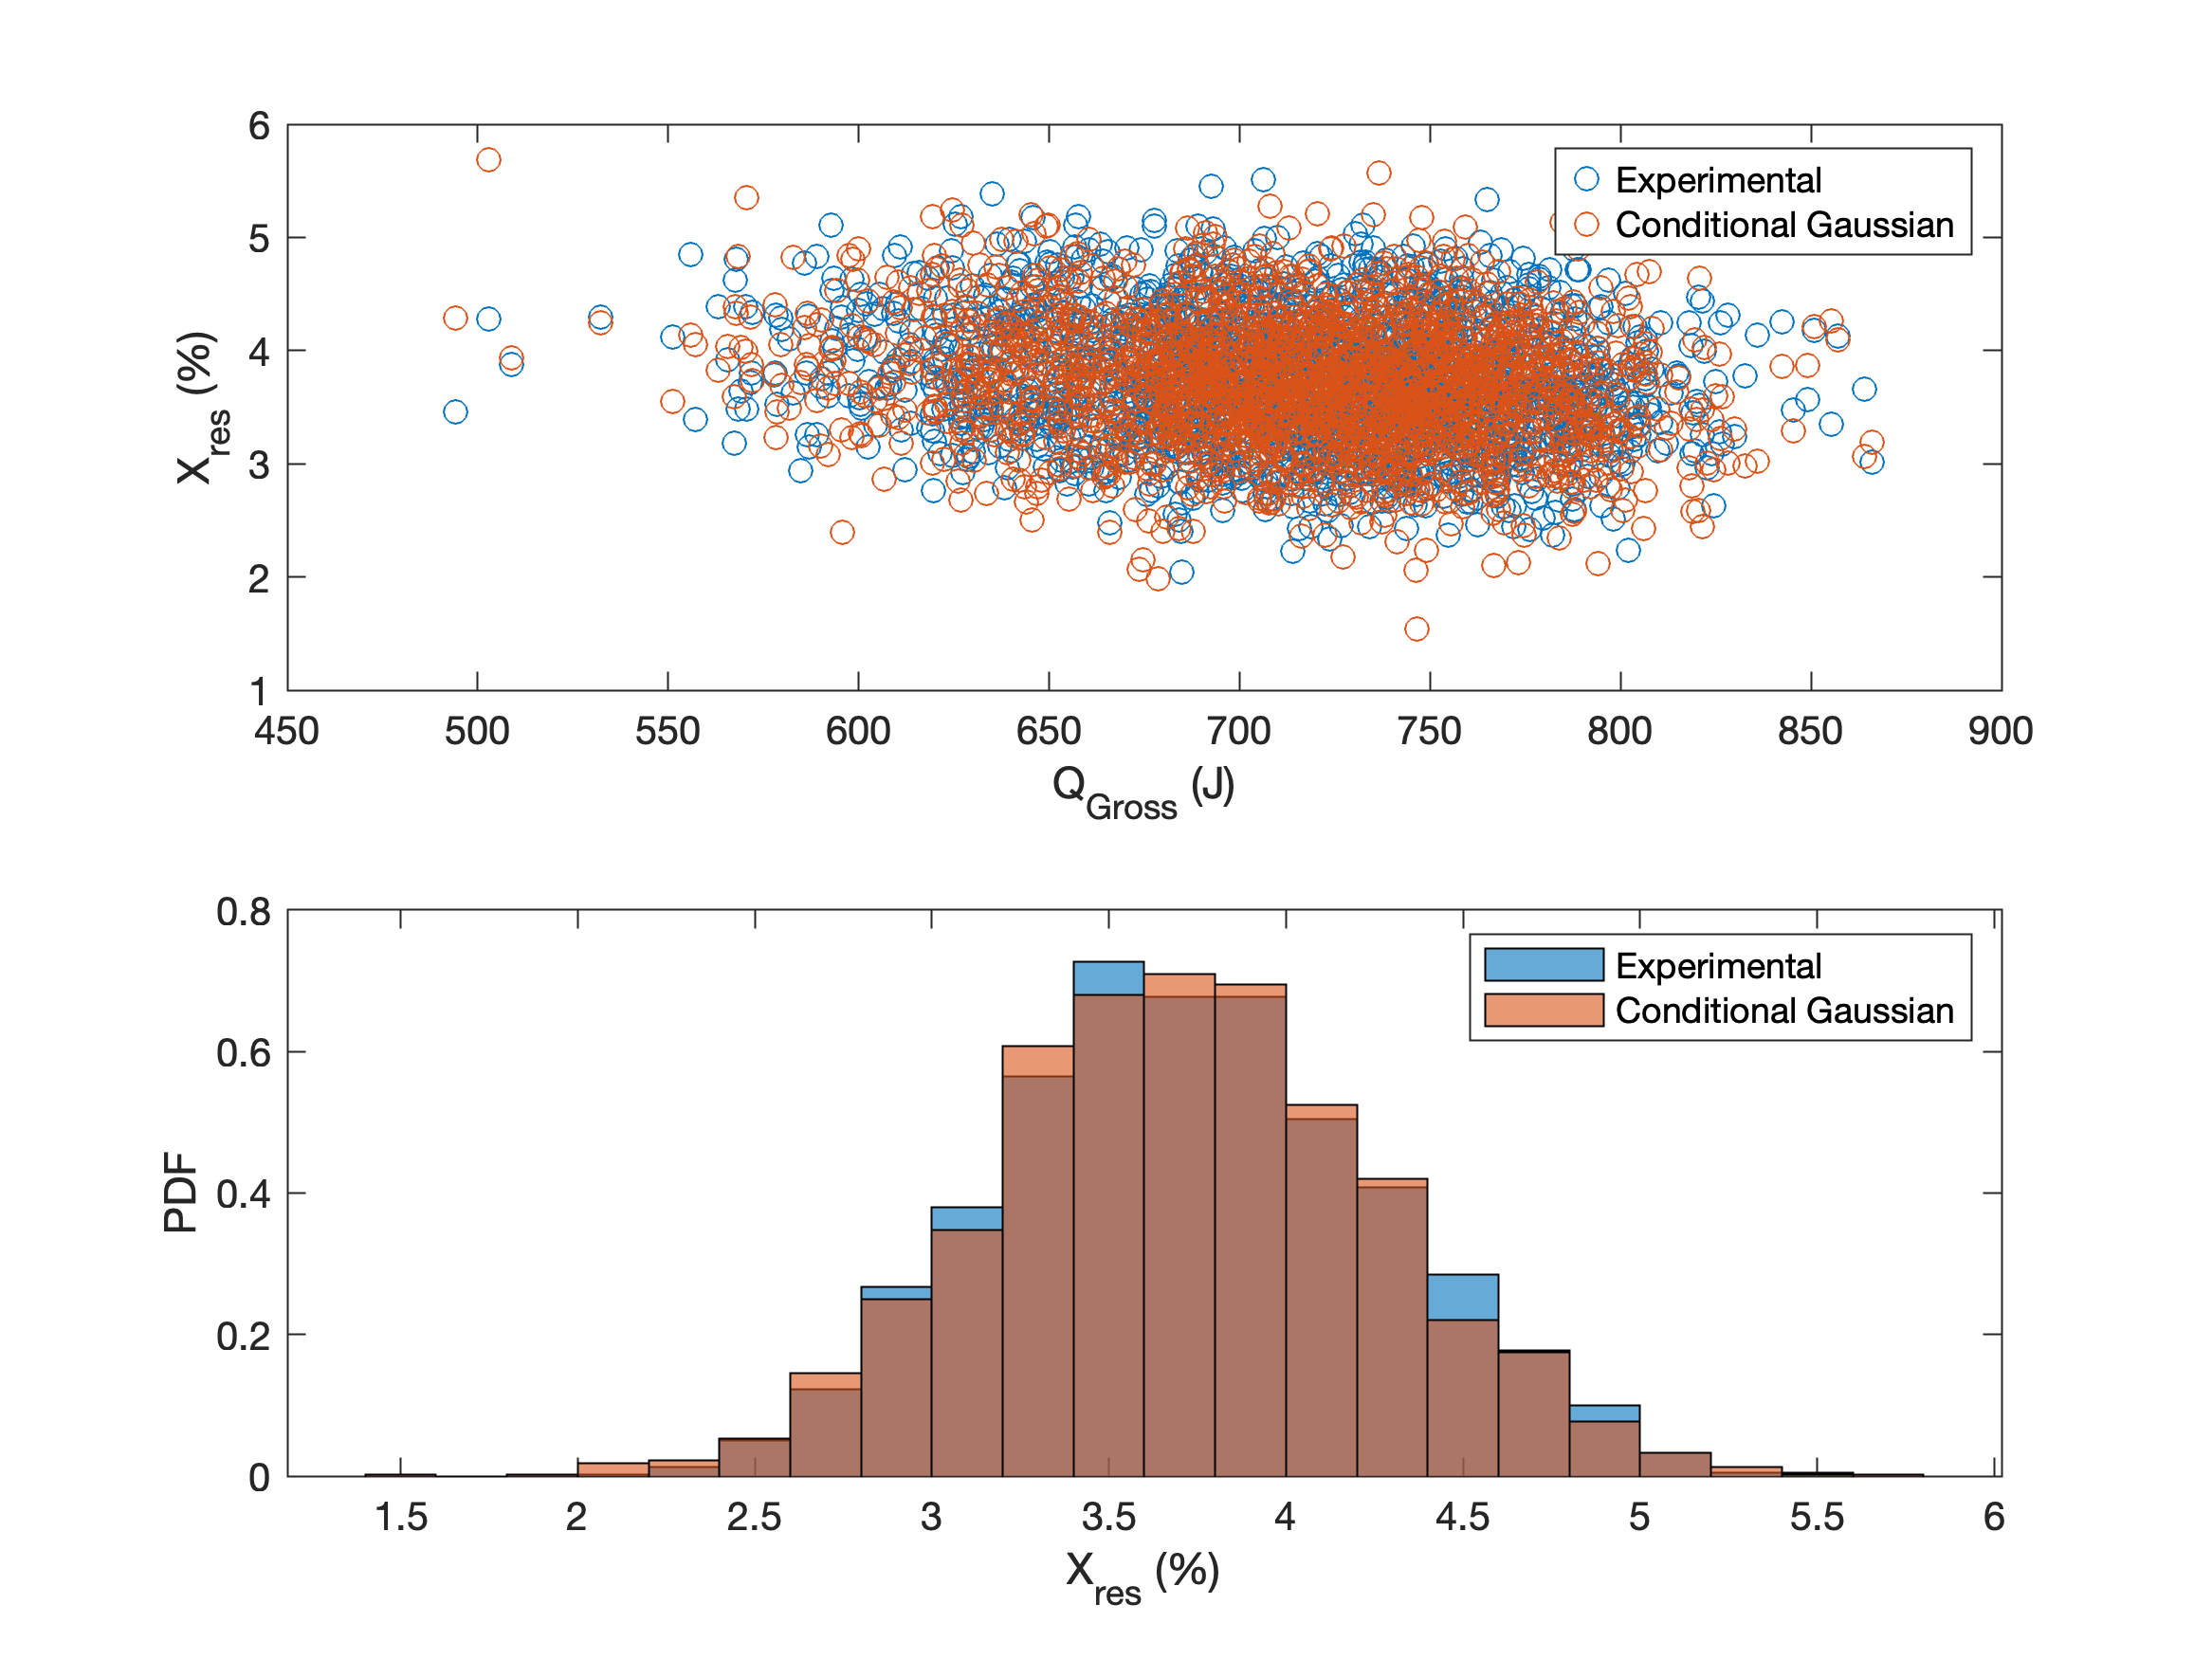 6
5
4
3
2
1
X_res (%)
Experimental
Conditional Gaussian
450 500 550 600 650 700 750 800 850 900
Q_Gross (J)
0.8
0.6
0.4
0.2
0
PDF
Experimental
Conditional Gaussian
1.5 2 2.5 3 3.5 4 4.5 5 5.5 6
X_res (%)